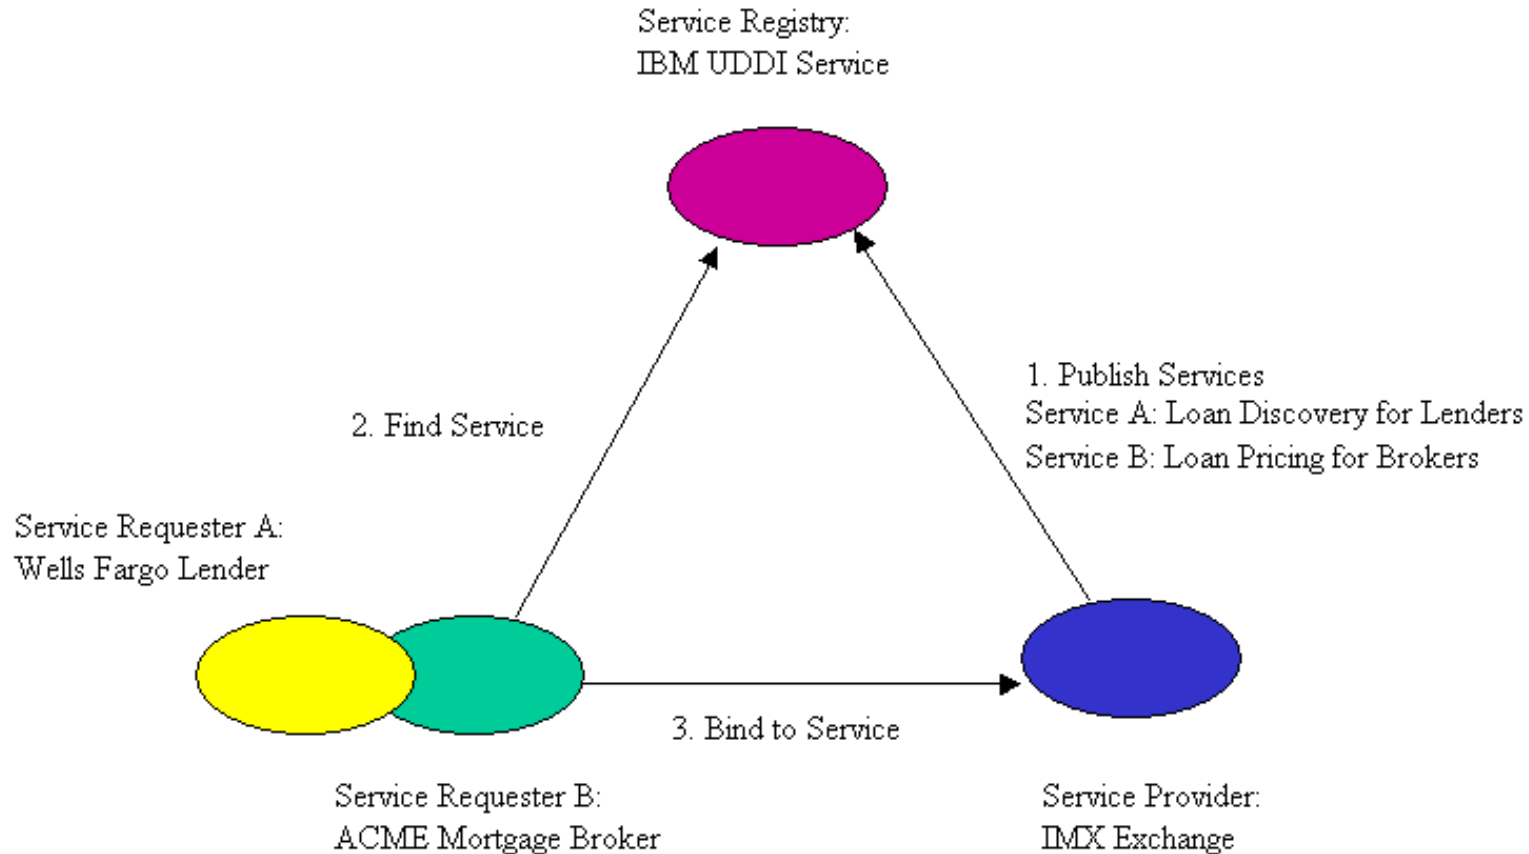 Service Registry:
IBM UDDI Service
1. Publish Services
Service A: Loan Discovery for Lenders
Service B: Loan Pricing for Brokers
2. Find Service
Service Requester A:
Wells Fargo Lender
3. Bind to Service
Service Requester B:
ACME Mortgage Broker
Service Provider:
IMX Exchange